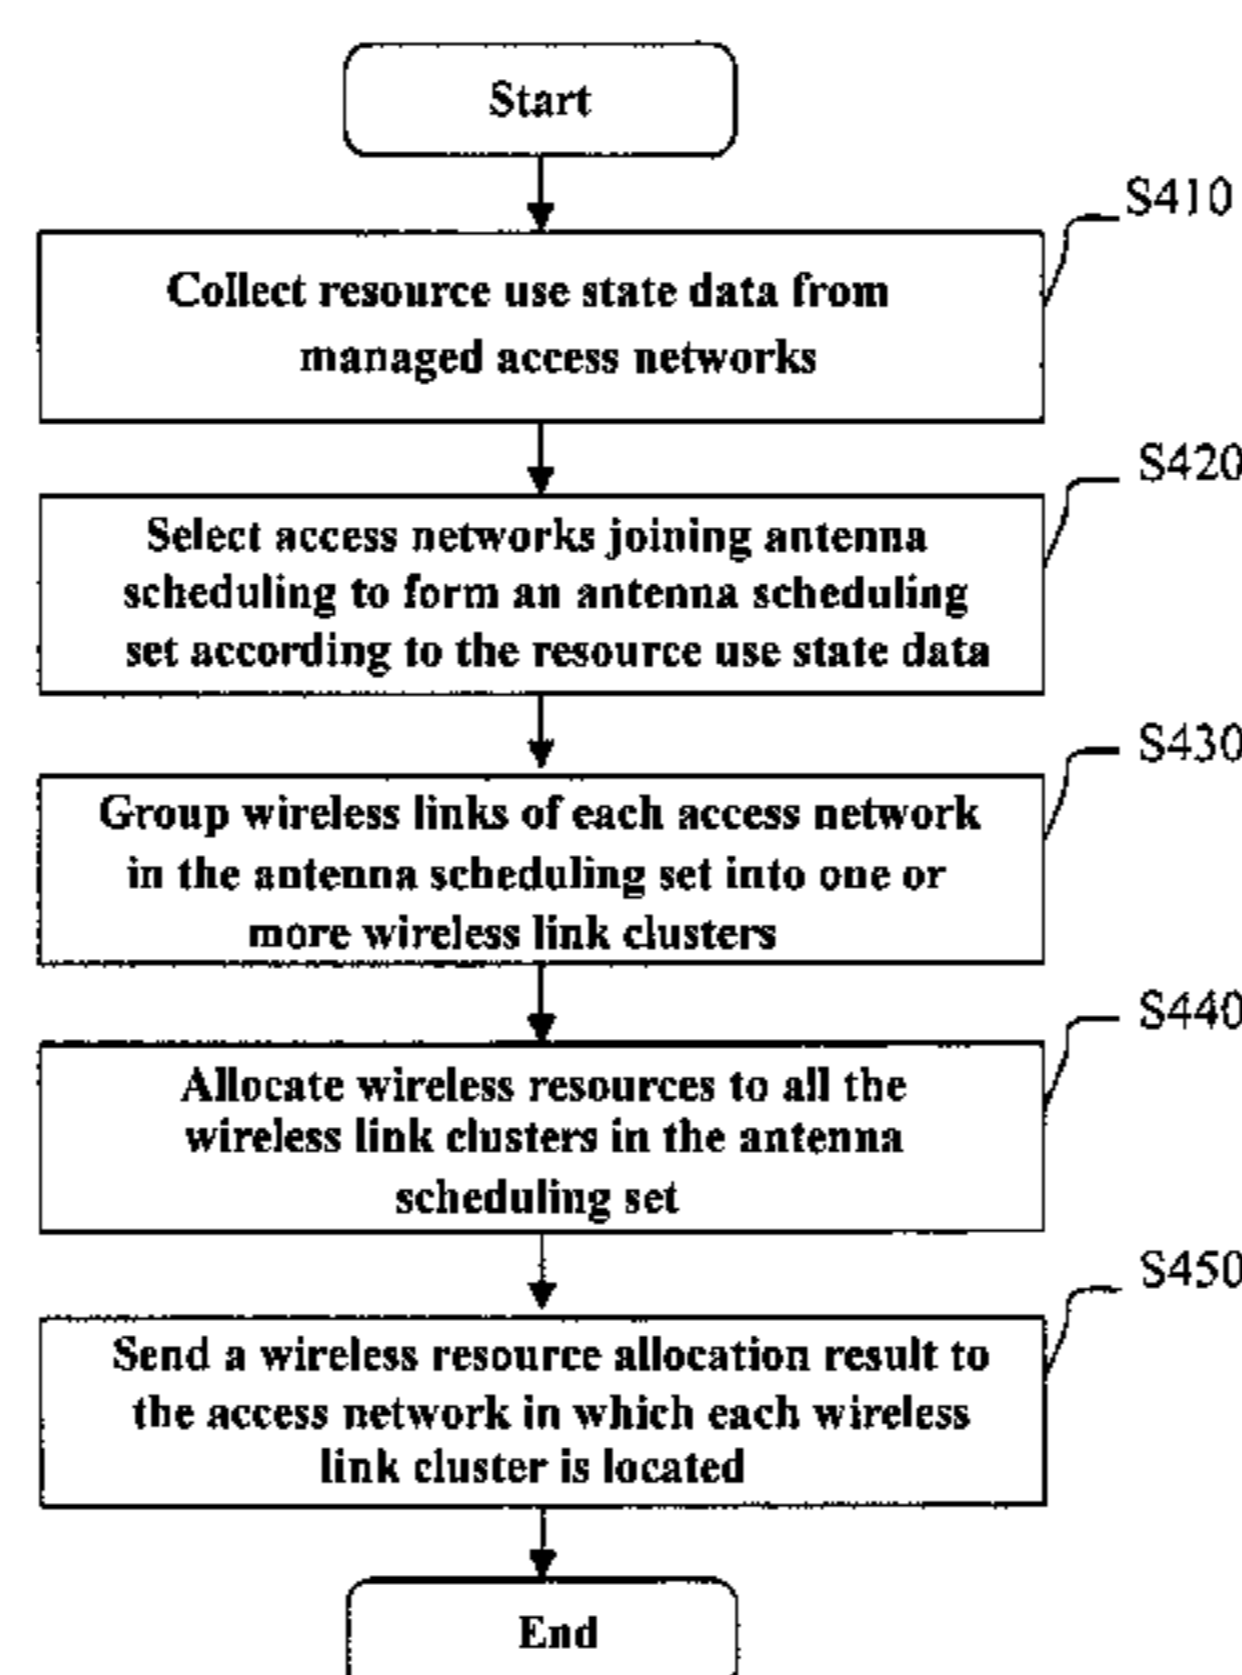 Start
S410
Collect resource use state data from
managed access networks
S420
Select access networks joining antenna
scheduling to form an antenna scheduling
set according to the resource use state data
S430
Group wireless links of each access network
in the antenna scheduling set into one or
more wireless link clusters
S440
Allocate wireless resources to all the
wireless link clusters in the antenna
scheduling set
S450
Send a wireless resource allocation result to
the access network in which each wireless
link cluster is located
End